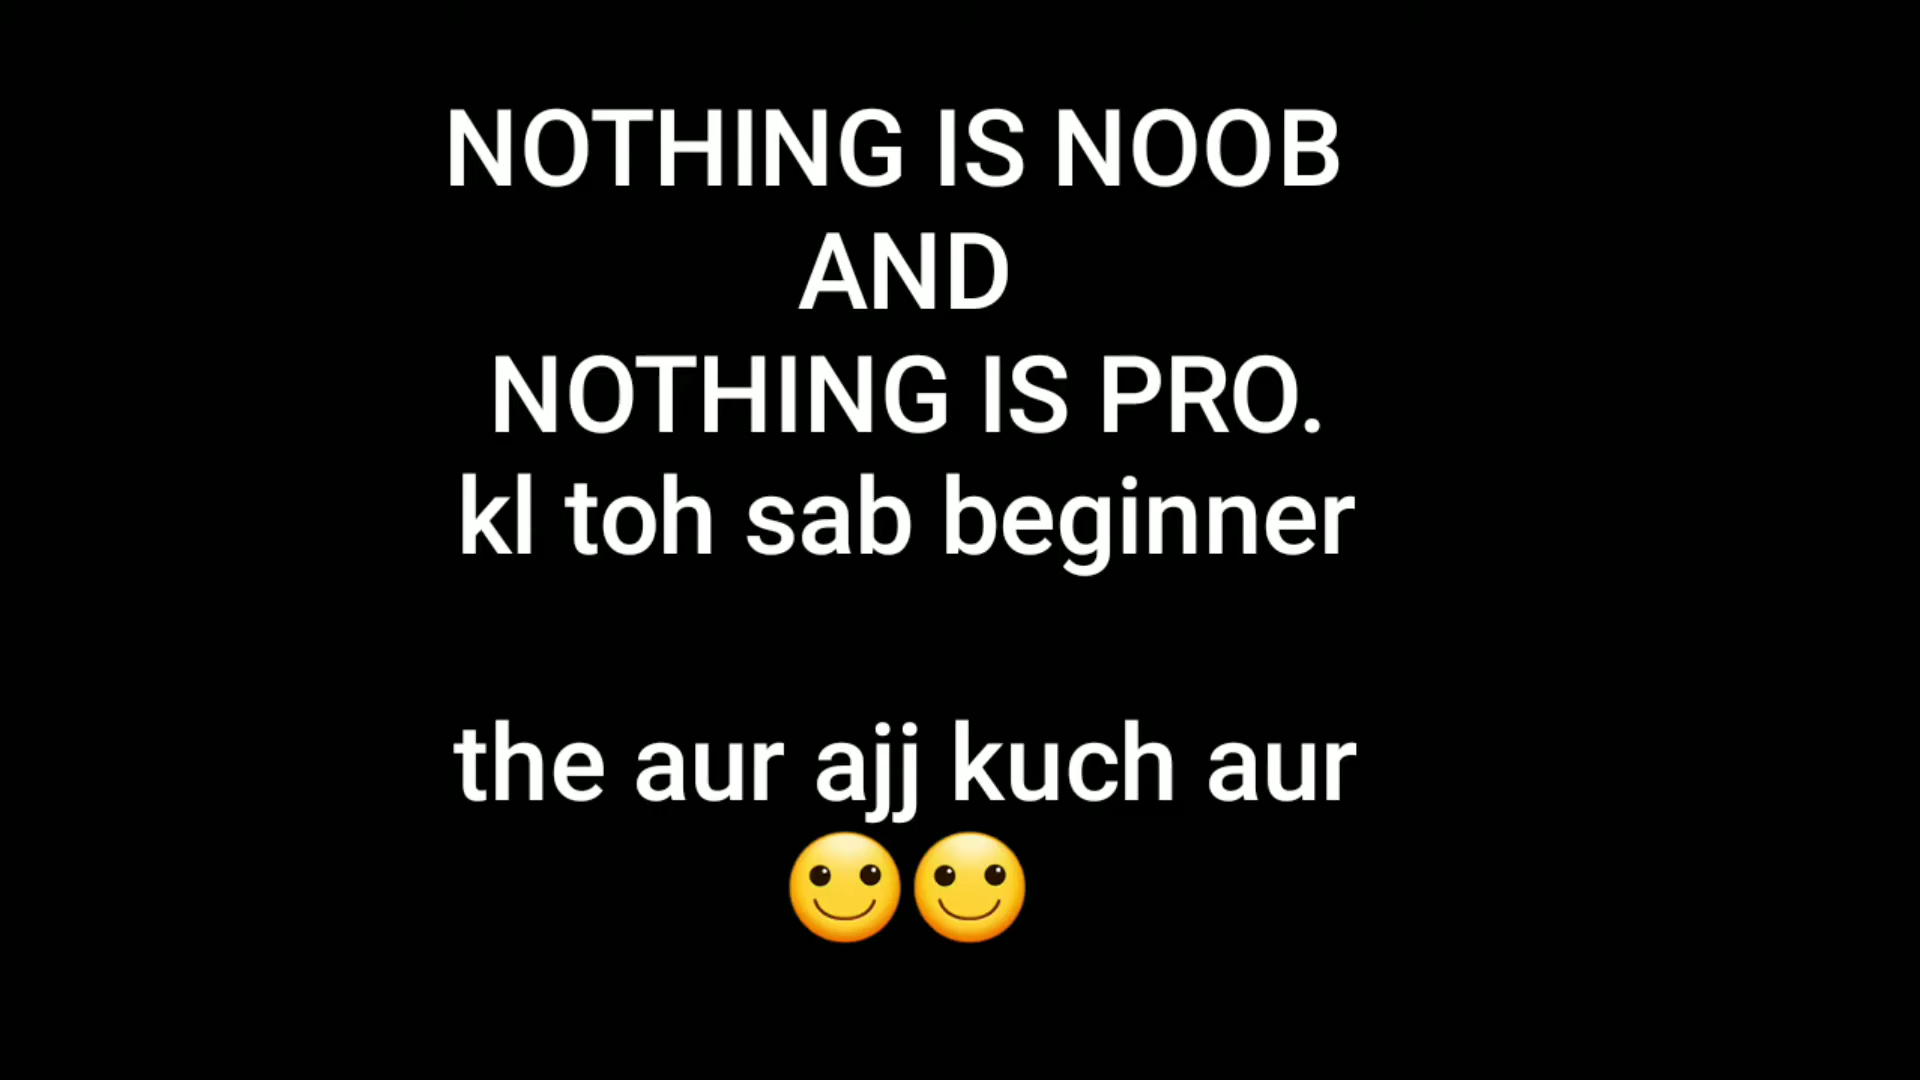 NOTHING IS NOOB
AND
NOTHING IS PRO.
kl toh sab beginner
the aur ajj kuch aur
🙂🙂